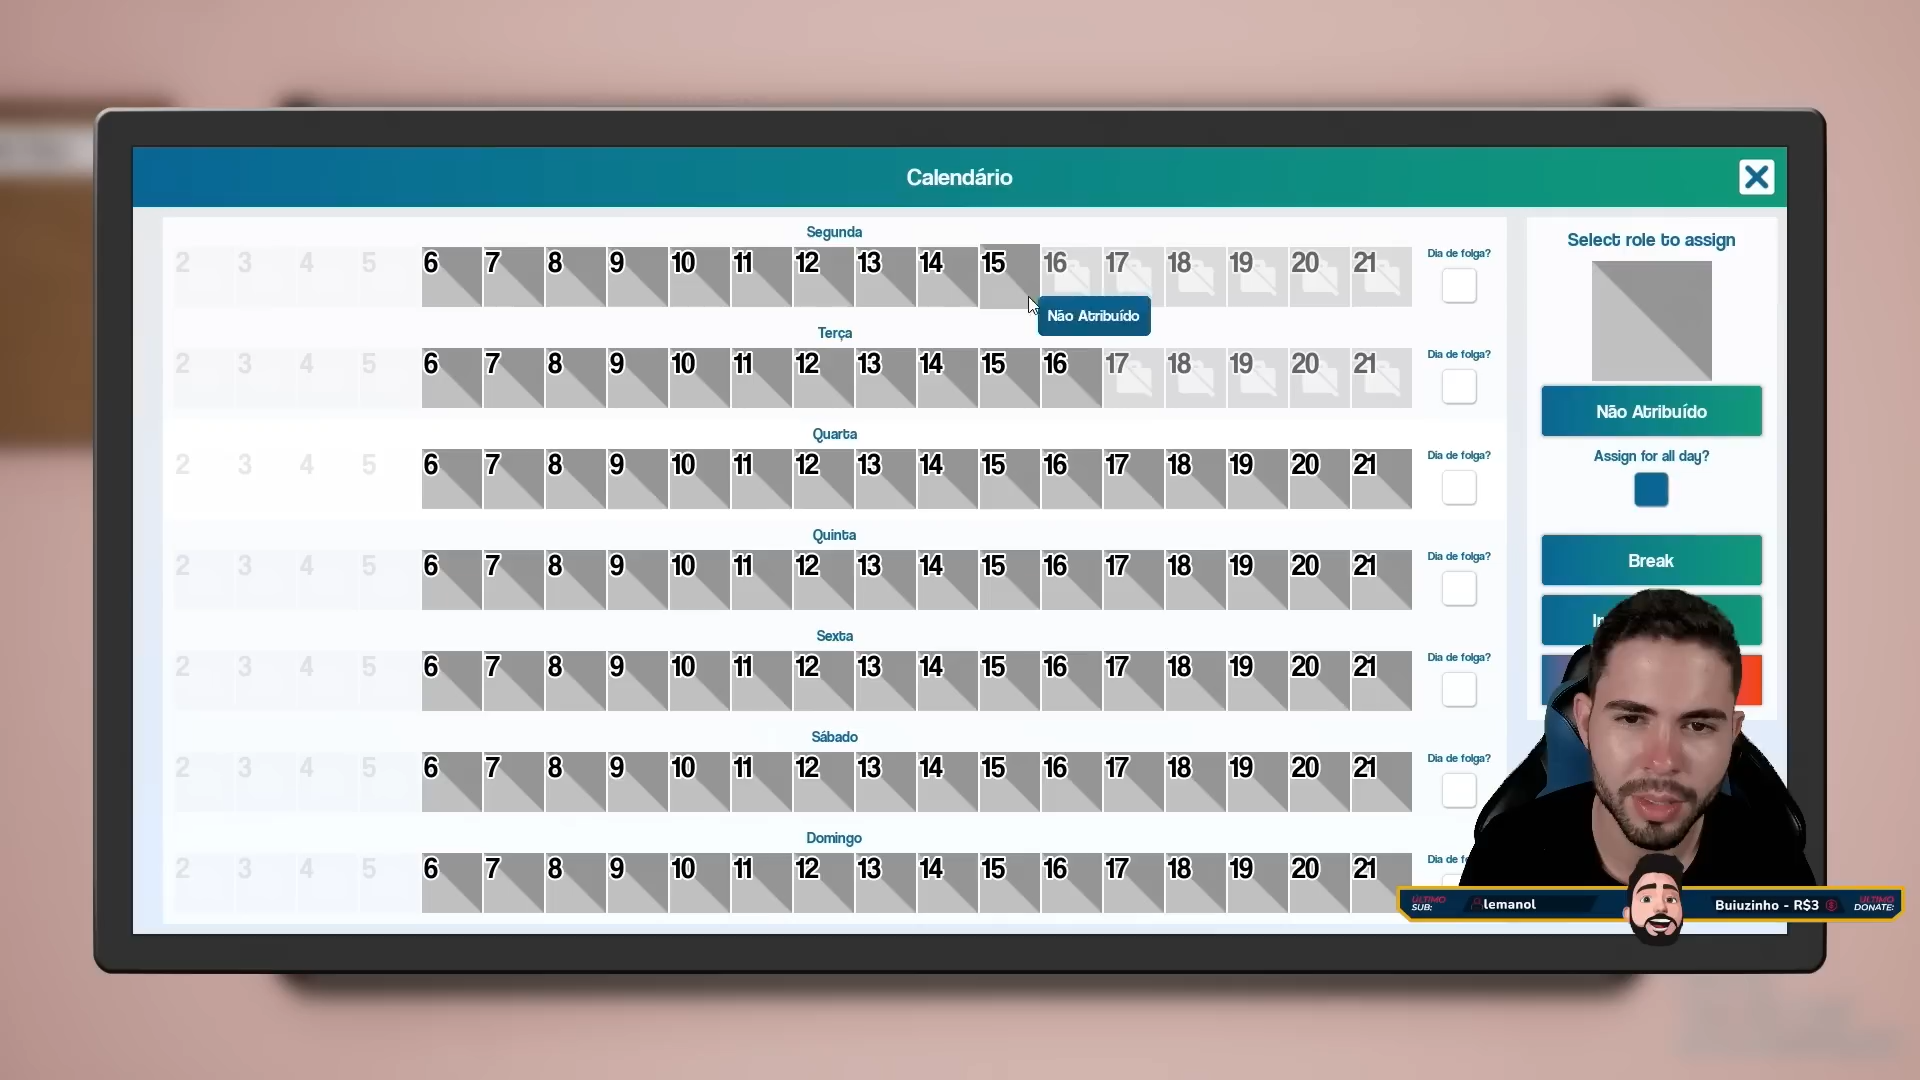 Calendário
Segunda
2 3 4 5 6 7 8 9 10 11 12 13 14 15 16 17 18 19 20 21 Dia de folga?
Não Atribuído
Terça
2 3 4 5 6 7 8 9 10 11 12 13 14 15 16 17 18 19 20 21 Dia de folga?
Quarta
2 3 4 5 6 7 8 9 10 11 12 13 14 15 16 17 18 19 20 21 Dia de folga?
Quinta
2 3 4 5 6 7 8 9 10 11 12 13 14 15 16 17 18 19 20 21 Dia de folga?
Sexta
2 3 4 5 6 7 8 9 10 11 12 13 14 15 16 17 18 19 20 21 Dia de folga?
Sábado
2 3 4 5 6 7 8 9 10 11 12 13 14 15 16 17 18 19 20 21 Dia de folga?
Domingo
2 3 4 5 6 7 8 9 10 11 12 13 14 15 16 17 18 19 20 21 Dia de
Select role to assign
Não Atribuído
Assign for all day?
Break
ÚLTIMO SUB:
lemanol
Buiuzinho - R$3
ÚLTIMO DONATE: